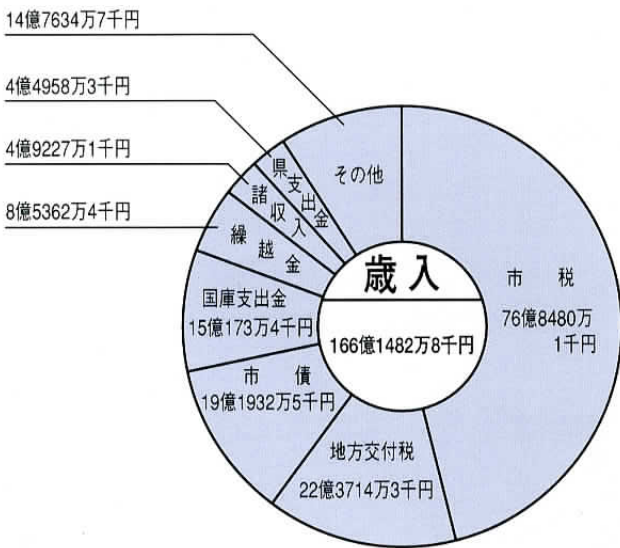 14億7634万7千円
4億4958万3千円
4億9227万1千円
8億5362万4千円
その他
県支出金
諸収入
繰越金
国庫支出金
15億173万4千円
市債
19億1932万5千円
地方交付税
22億3714万3千円
市税
76億8480万
1千円
歳入
166億1482万8千円